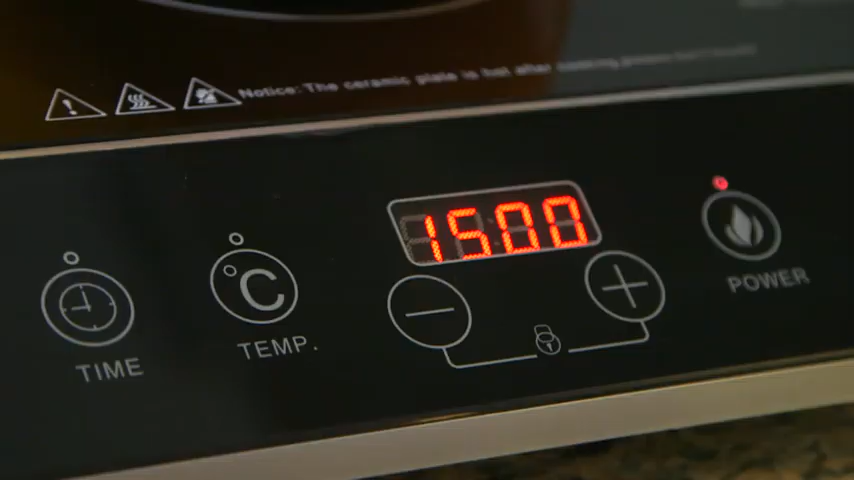 Notice: The ceramic plate is hot after
1500
°C
TIME
TEMP.
POWER